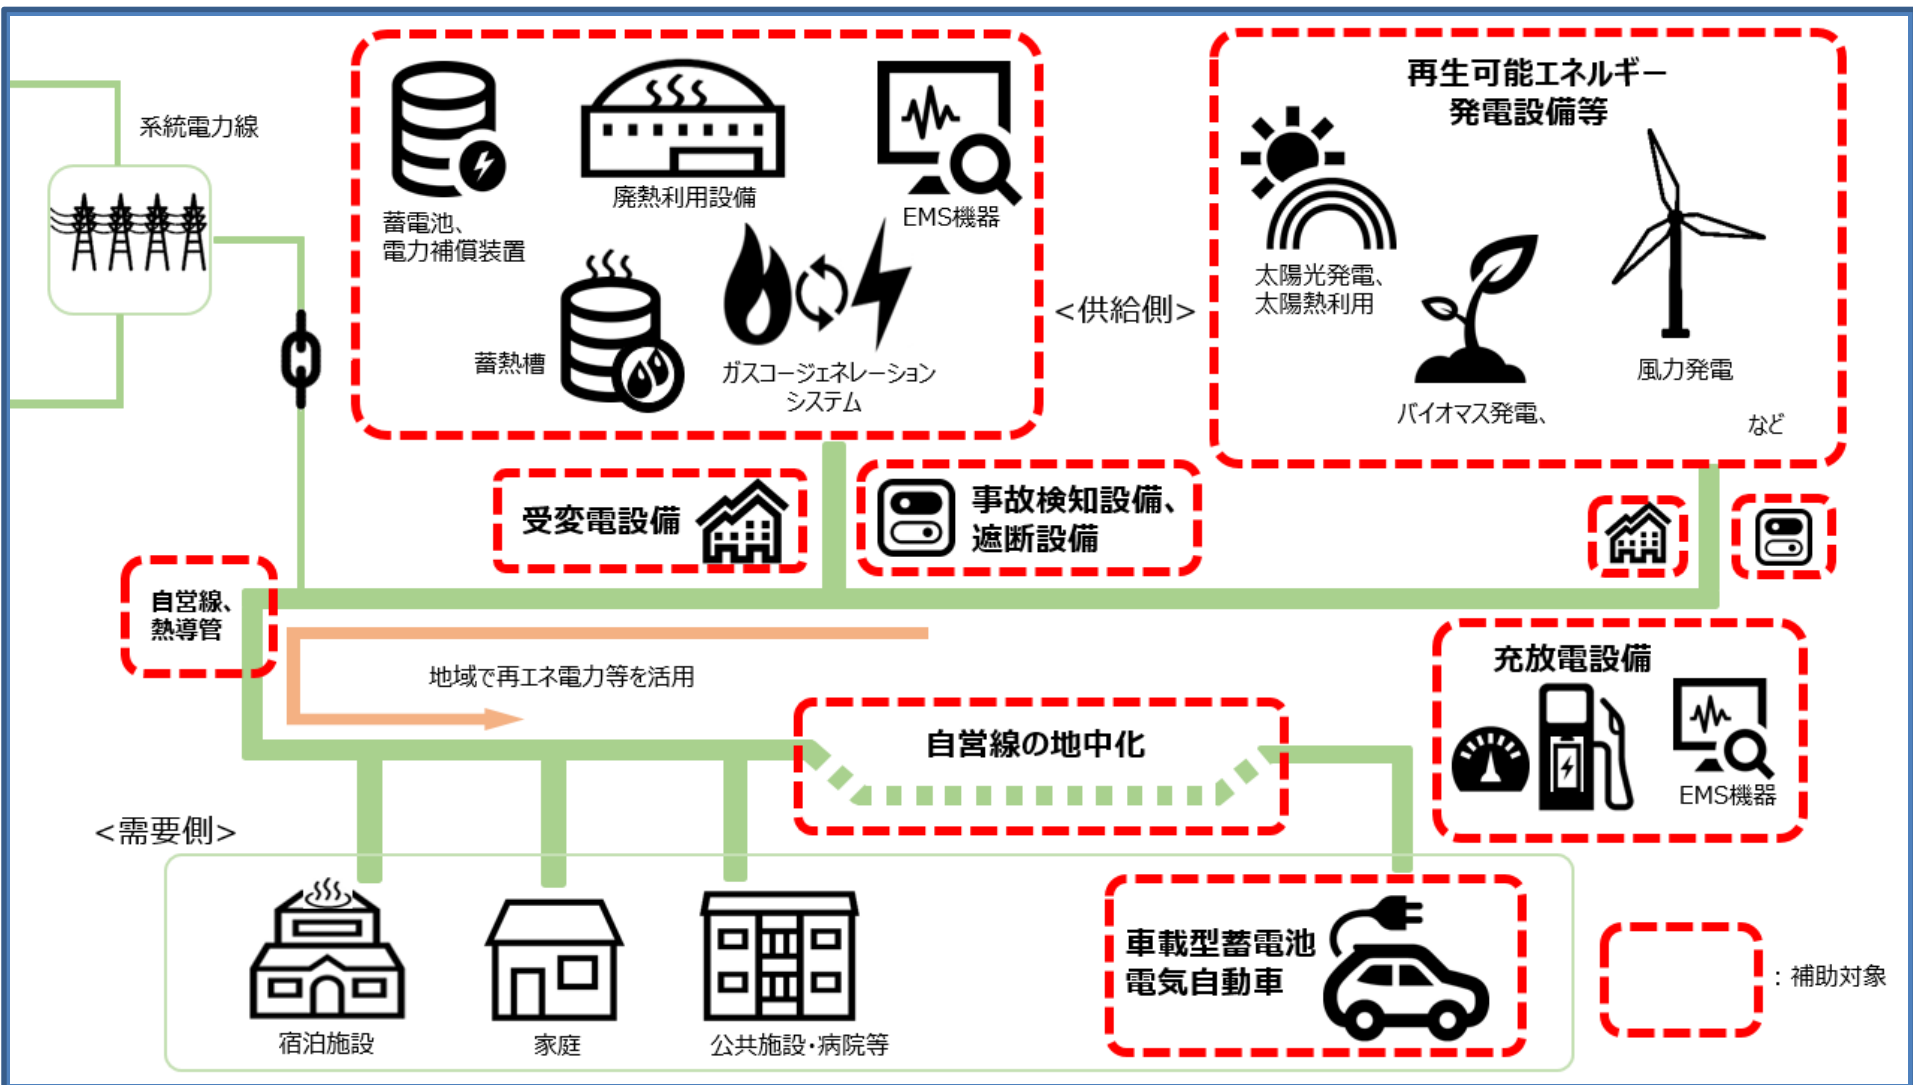 系統電力線
蓄電池、
電力補償装置
廃熱利用設備
EMS機器
蓄熱槽
ガスコージェネレーション
システム
<供給側>
再生可能エネルギー
発電設備等
太陽光発電、
太陽熱利用
バイオマス発電、
風力発電
など
受変電設備
事故検知設備、
遮断設備
自営線、
熱導管
地域で再エネ電力等を活用
自営線の地中化
充放電設備
EMS機器
<需要側>
宿泊施設
家庭
公共施設・病院等
車載型蓄電池
電気自動車
：補助対象